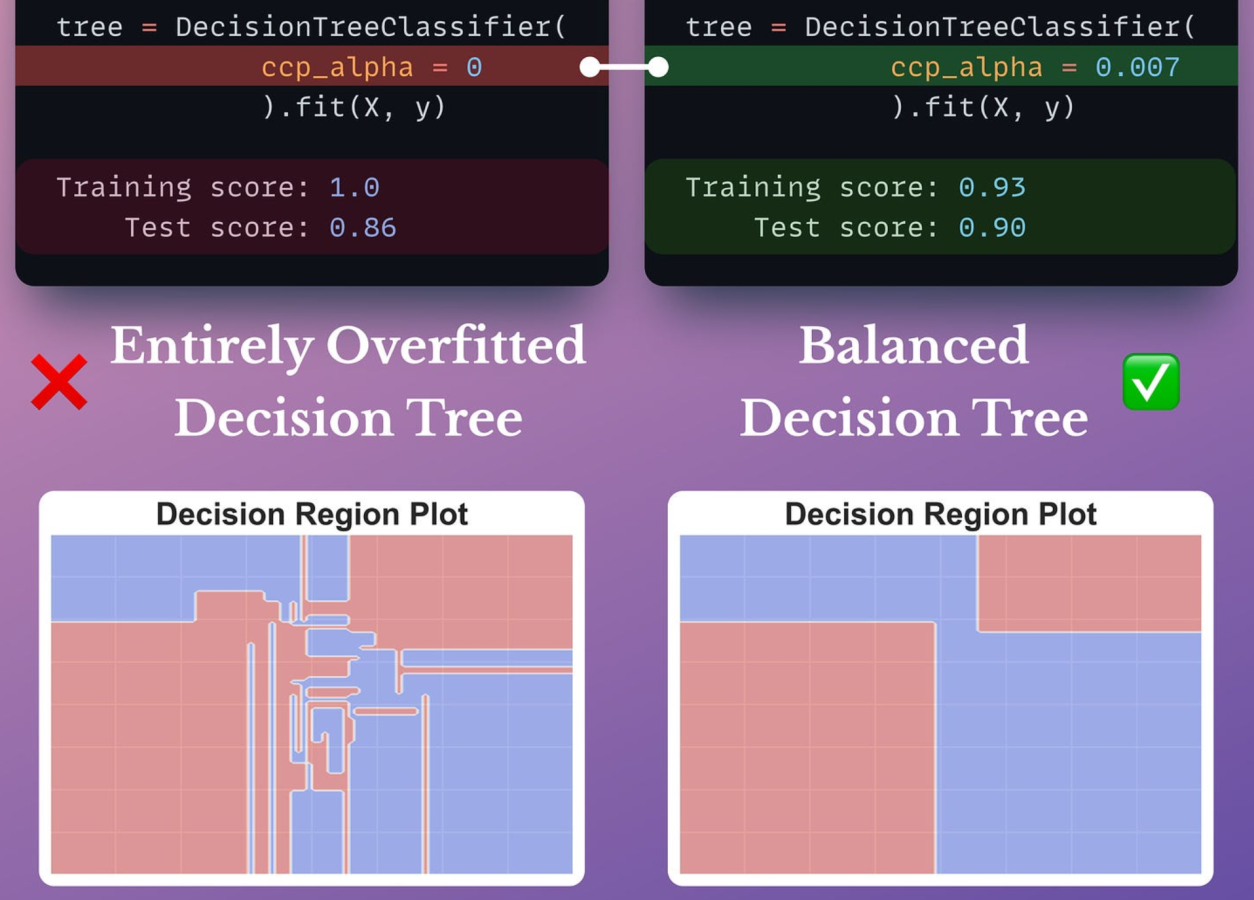 tree = DecisionTreeClassifier(
ccp_alpha = 0
).fit(X, y)
Training score: 1.0
Test score: 0.86
tree = DecisionTreeClassifier(
ccp_alpha = 0.007
).fit(X, y)
Training score: 0.93
Test score: 0.90
Entirely Overfitted
Decision Tree
Balanced
Decision Tree
Decision Region Plot
Decision Region Plot